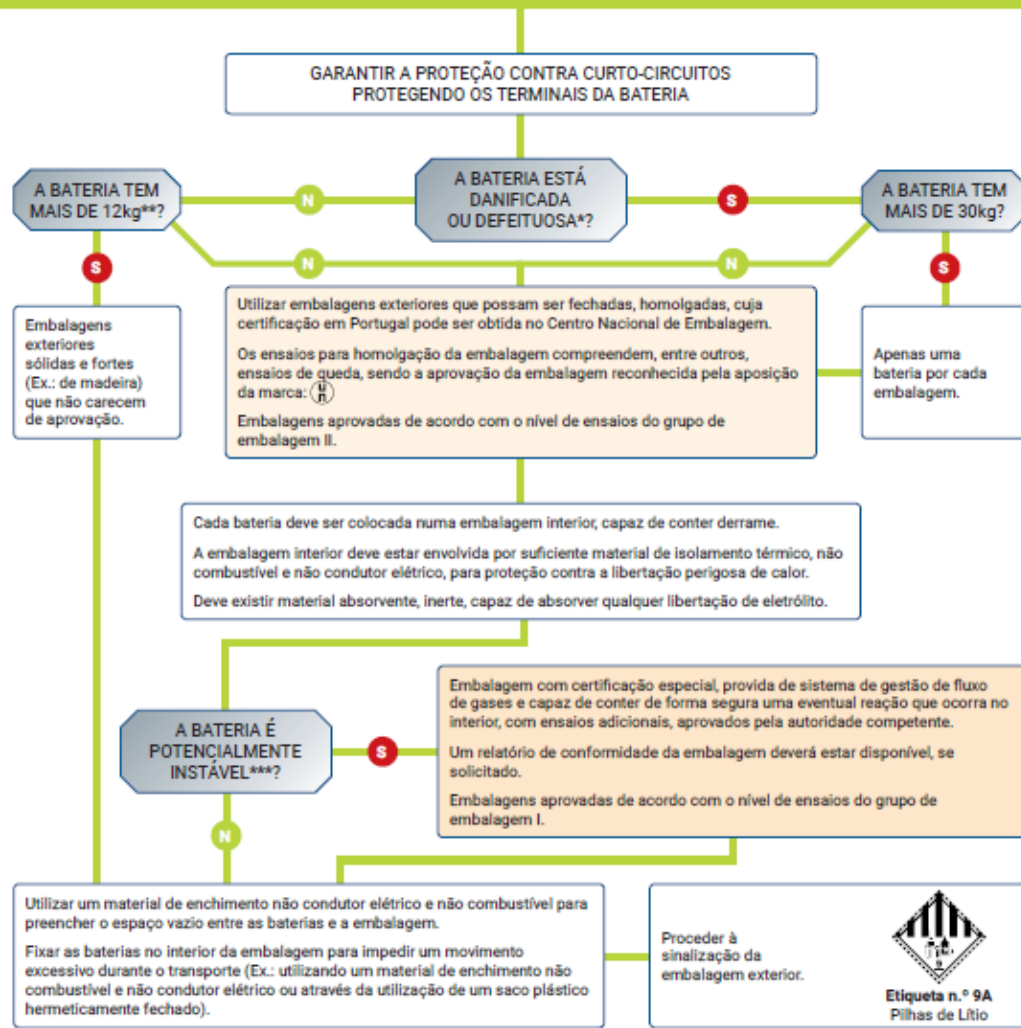 GARANTIR A PROTEÇÃO CONTRA CURTO-CIRCUITOS
PROTEGENDO OS TERMINAIS DA BATERIA
A BATERIA TEM
MAIS DE 12kg**?
N
A BATERIA ESTÁ
DANIFICADA
OU DEFEITUOSA*?
S
A BATERIA TEM
MAIS DE 30kg?
S
N
N
S
Embalagens
exteriores
sólidas e fortes
(Ex.: de madeira)
que não carecem
de aprovação.
Utilizar embalagens exteriores que possam ser fechadas, homolgadas, cuja
certificação em Portugal pode ser obtida no Centro Nacional de Embalagem.
Os ensaios para homolgação da embalagem compreendem, entre outros,
ensaios de queda, sendo a aprovação da embalagem reconhecida pela aposição
da marca: un
Embalagens aprovadas de acordo com o nível de ensaios do grupo de
embalagem II.
Apenas uma
bateria por cada
embalagem.
Cada bateria deve ser colocada numa embalagem interior, capaz de conter derrame.
A embalagem interior deve estar envolvida por suficiente material de isolamento térmico, não
combustível e não condutor elétrico, para proteção contra a libertação perigosa de calor.
Deve existir material absorvente, inerte, capaz de absorver qualquer libertação de eletrólito.
A BATERIA É
POTENCIALMENTE
INSTÁVEL***?
S
Embalagem com certificação especial, provida de sistema de gestão de fluxo
de gases e capaz de conter de forma segura uma eventual reação que ocorra no
interior, com ensaios adicionais, aprovados pela autoridade competente.
Um relatório de conformidade da embalagem deverá estar disponível, se
solicitado.
Embalagens aprovadas de acordo com o nível de ensaios do grupo de
embalagem I.
N
Utilizar um material de enchimento não condutor elétrico e não combustível para
preencher o espaço vazio entre as baterias e a embalagem.
Fixar as baterias no interior da embalagem para impedir um movimento
excessivo durante o transporte (Ex.: utilizando um material de enchimento não
combustível e não condutor elétrico ou através da utilização de um saco plástico
hermeticamente fechado).
Proceder à
sinalização da
embalagem exterior.
9
Etiqueta n.º 9A
Pilhas de Lítio